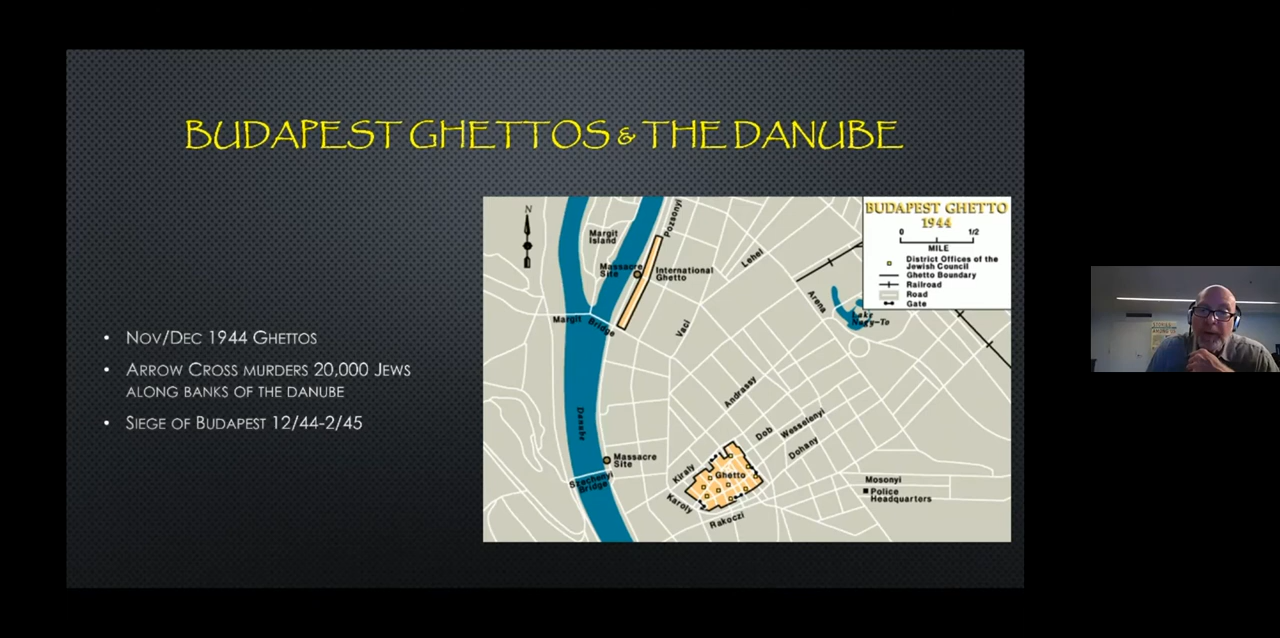 BUDAPEST GHETTOS & THE DANUBE
• NOV/DEC 1944 GHETTOS
• ARROW CROSS MURDERS 20,000 JEWS
ALONG BANKS OF THE DANUBE
• SIEGE OF BUDAPEST 12/44-2/45
BUDAPEST GHETTO
1944
0 1/2
MILE
District Offices of the
Jewish Council
Ghetto Boundary
Railroad
Road
Gate
N
Margit
Island
Pozsonyi
Massacre
Site
International
Ghetto
Lehel
Arena
Lake
Nagy-To
Margit Bridge
Vaci
Andrassy
Danube
Dob
Wesselenyi
Dohany
Massacre
Site
Szechenyi
Bridge
Kiraly
Ghetto
Karoly
Rakoczi
Mosonyi
Police
Headquarters